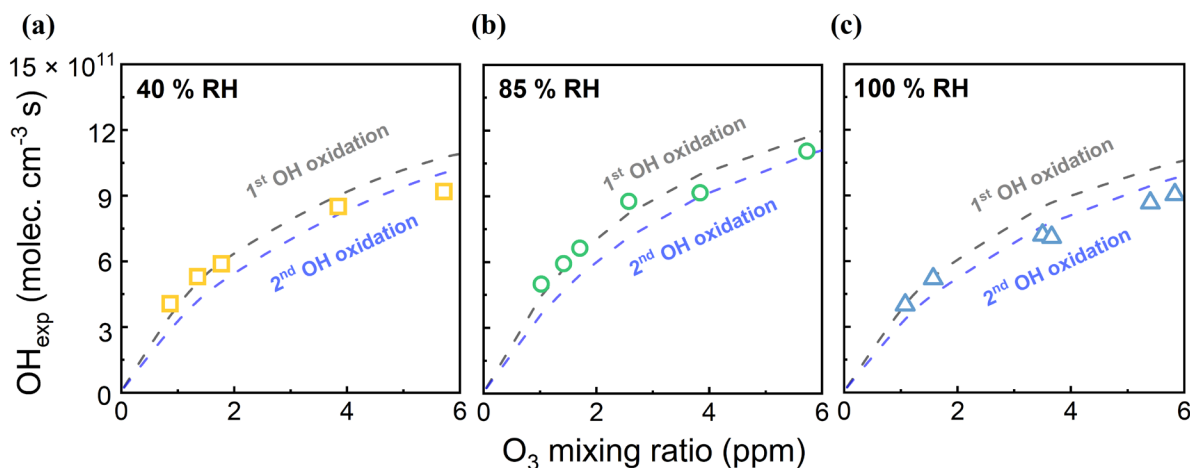 (a)
(b)
(c)
15 × 10¹¹
12
9
6
3
0
OHexp (molec. cm⁻³ s)
40 % RH
1st OH oxidation
2nd OH oxidation
0 2 4 6
85 % RH
1st OH oxidation
2nd OH oxidation
0 2 4 6
100 % RH
1st OH oxidation
2nd OH oxidation
0 2 4 6
O₃ mixing ratio (ppm)